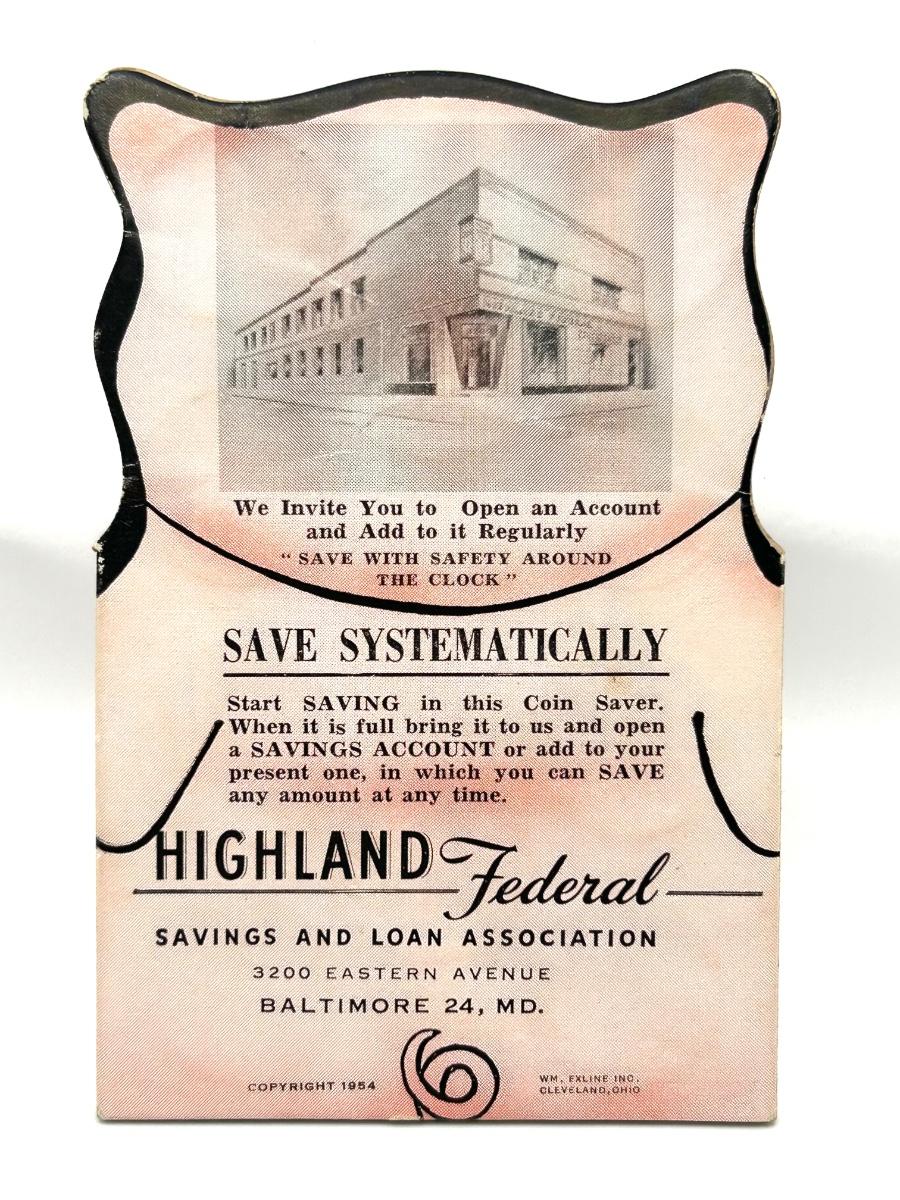 We Invite You to Open an Account
and Add to it Regularly
“ SAVE WITH SAFETY AROUND
THE CLOCK ”
SAVE SYSTEMATICALLY
Start SAVING in this Coin Saver.
When it is full bring it to us and open
a SAVINGS ACCOUNT or add to your
present one, in which you can SAVE
any amount at any time.
HIGHLAND Federal
SAVINGS AND LOAN ASSOCIATION
3200 EASTERN AVENUE
BALTIMORE 24, MD.
COPYRIGHT 1954
WM. EXLINE INC.
CLEVELAND, OHIO